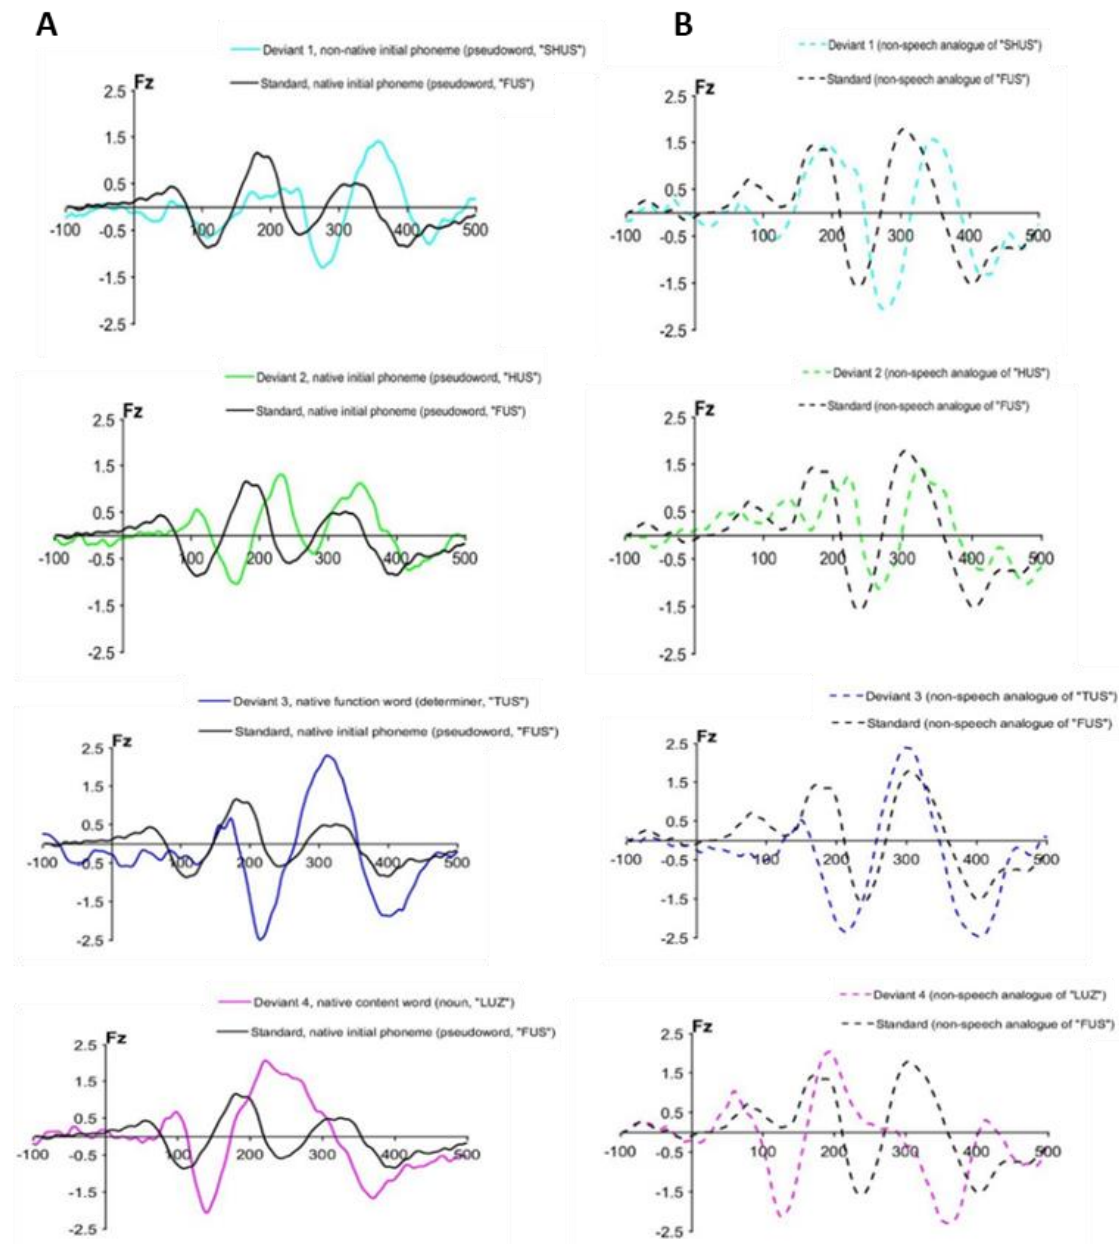 A
B
Deviant 1, non-native initial phoneme (pseudoword, "SHUS")
Standard, native initial phoneme (pseudoword, "FUS")
Fz
2.5
1.5
0.5
-0.5
-1.5
-2.5
-100 100 200 300 400 500
Deviant 1 (non-speech analogue of "SHUS")
Standard (non-speech analogue of "FUS")
Fz
2.5
1.5
0.5
-0.5
-1.5
-2.5
-100 100 200 300 400 500
Deviant 2, native initial phoneme (pseudoword, "HUS")
Standard, native initial phoneme (pseudoword, "FUS")
Fz
2.5
1.5
0.5
-0.5
-1.5
-2.5
-100 100 200 300 400 500
Deviant 2 (non-speech analogue of "HUS")
Standard (non-speech analogue of "FUS")
Fz
2.5
1.5
0.5
-0.5
-1.5
-2.5
-100 100 200 300 400 500
Deviant 3, native function word (determiner, "TUS")
Standard, native initial phoneme (pseudoword, "FUS")
Fz
2.5
1.5
0.5
-0.5
-1.5
-2.5
-100 100 200 300 400 500
Deviant 3 (non-speech analogue of "TUS")
Standard (non-speech analogue of "FUS")
Fz
2.5
1.5
0.5
-0.5
-1.5
-2.5
-100 100 200 300 400 500
Deviant 4, native content word (noun, "LUZ")
Standard, native initial phoneme (pseudoword, "FUS")
Fz
2.5
1.5
0.5
-0.5
-1.5
-2.5
-100 100 200 300 400 500
Deviant 4 (non-speech analogue of "LUZ")
Standard (non-speech analogue of "FUS")
Fz
2.5
1.5
0.5
-0.5
-1.5
-2.5
-100 100 200 300 400 500